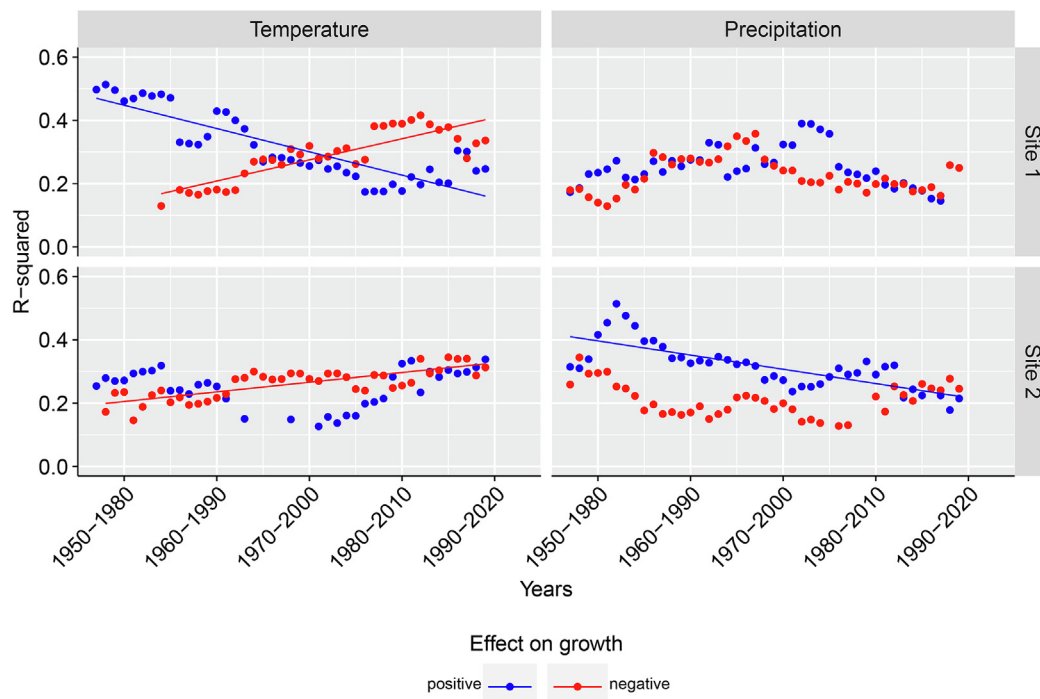 Temperature
Precipitation
R-squared
0.6
0.4
0.2
0.0
Site 1
0.6
0.4
0.2
0.0
Site 2
1950−1980
1960−1990
1970−2000
1980−2010
1990−2020
1950−1980
1960−1990
1970−2000
1980−2010
1990−2020
Years
Effect on growth
positive
negative